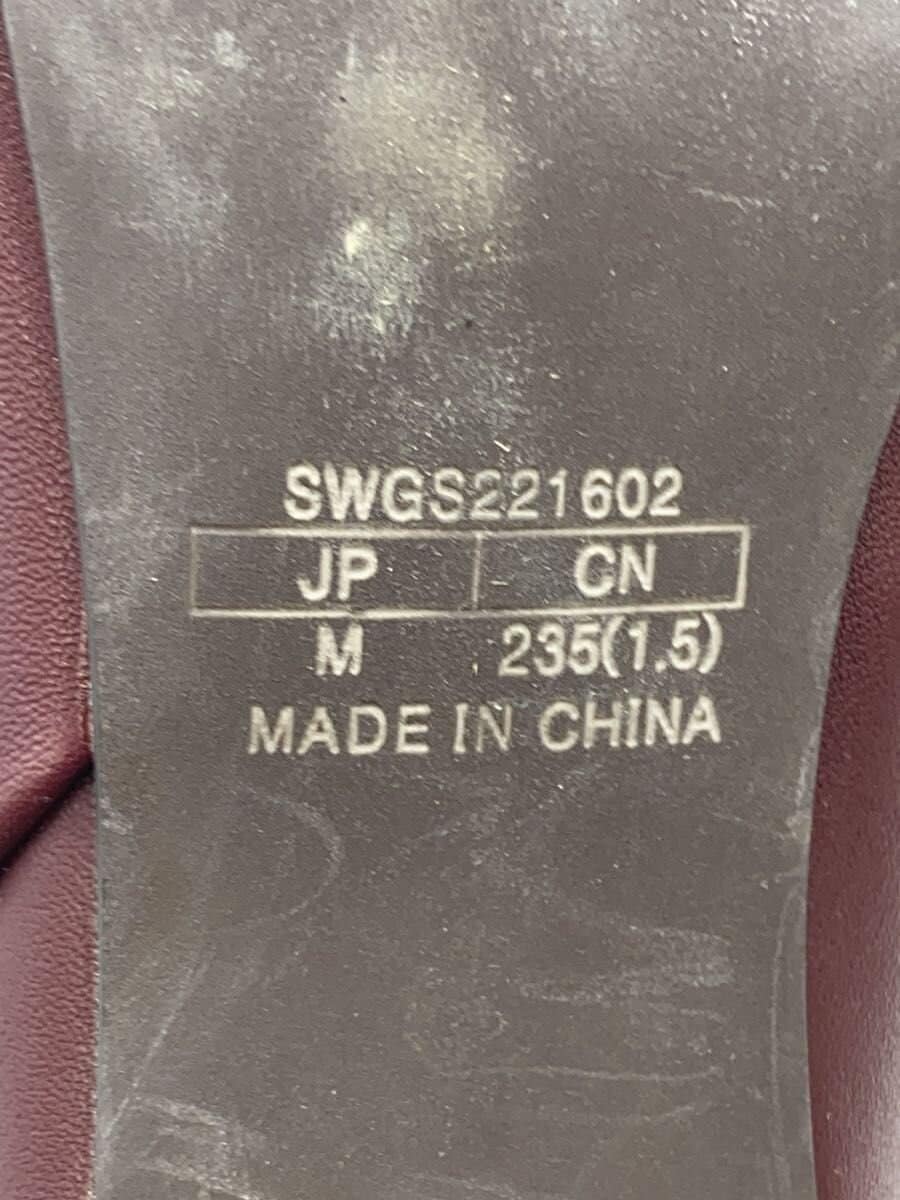 SWGS221602
JP CN
M 235(1.5)
MADE IN CHINA